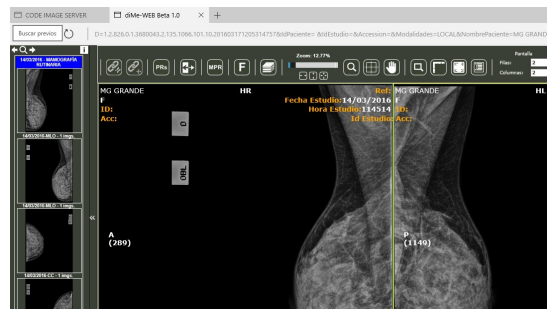 CODE IMAGE SERVER
diMe-WEB Beta 1.0
Buscar previos
D=1.2.826.0.1.3680043.2.135.1066.101.10.20160317120531475&IdPaciente= &IdEstudio=&Accession=&Modalidades=LOCAL&NombrePaciente=MG GRAND
14/03/2016 - MAMOGRAFÍA
RUTINARIA
14/03/2016-MLO - 1 imgs.
14/03/2016-MLO - 1 imgs.
14/03/2016-CC - 1 imgs.
PRs
MPR
F
Zoom: 12.77%
Pantalla
Filas: 2
Columnas: 2
MG GRANDE
F
ID:
Acc:
HR
Ref:
Fecha Estudio:14/03/2016
Hora Estudio:114514
Id Estudio:
D
OBL
A
(289)
MG GRANDE
F
ID:
Acc:
HL
P
(1149)